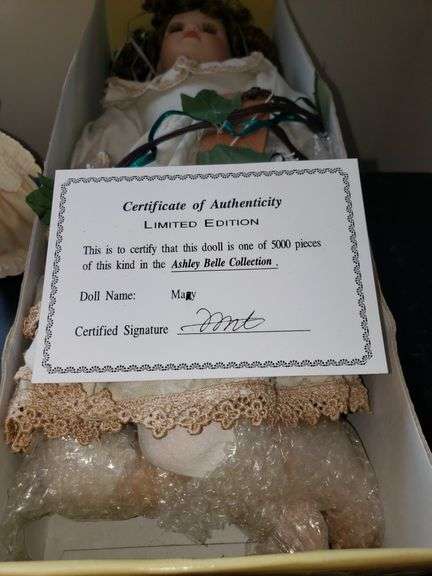 Certificate of Authenticity
LIMITED EDITION
This is to certify that this dooll is one of 5000 pieces
of this kind in the Ashley Belle Collection .
Doll Name: Mary
Certified Signature